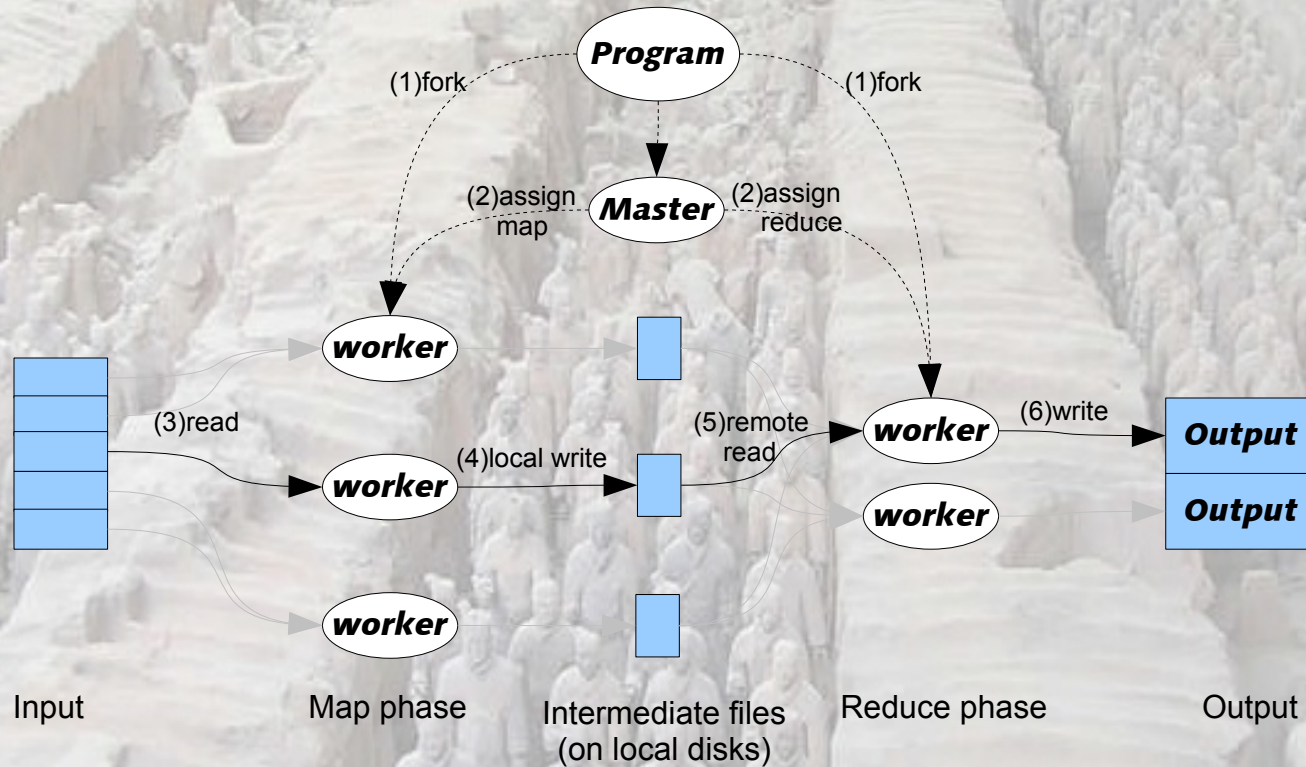 Program
(1)fork
(1)fork
(2)assign
map
Master
(2)assign
reduce
worker
(3)read
(4)local write
worker
(5)remote
read
worker
(6)write
Output
worker
Output
worker
Input
Map phase
Intermediate files
(on local disks)
Reduce phase
Output